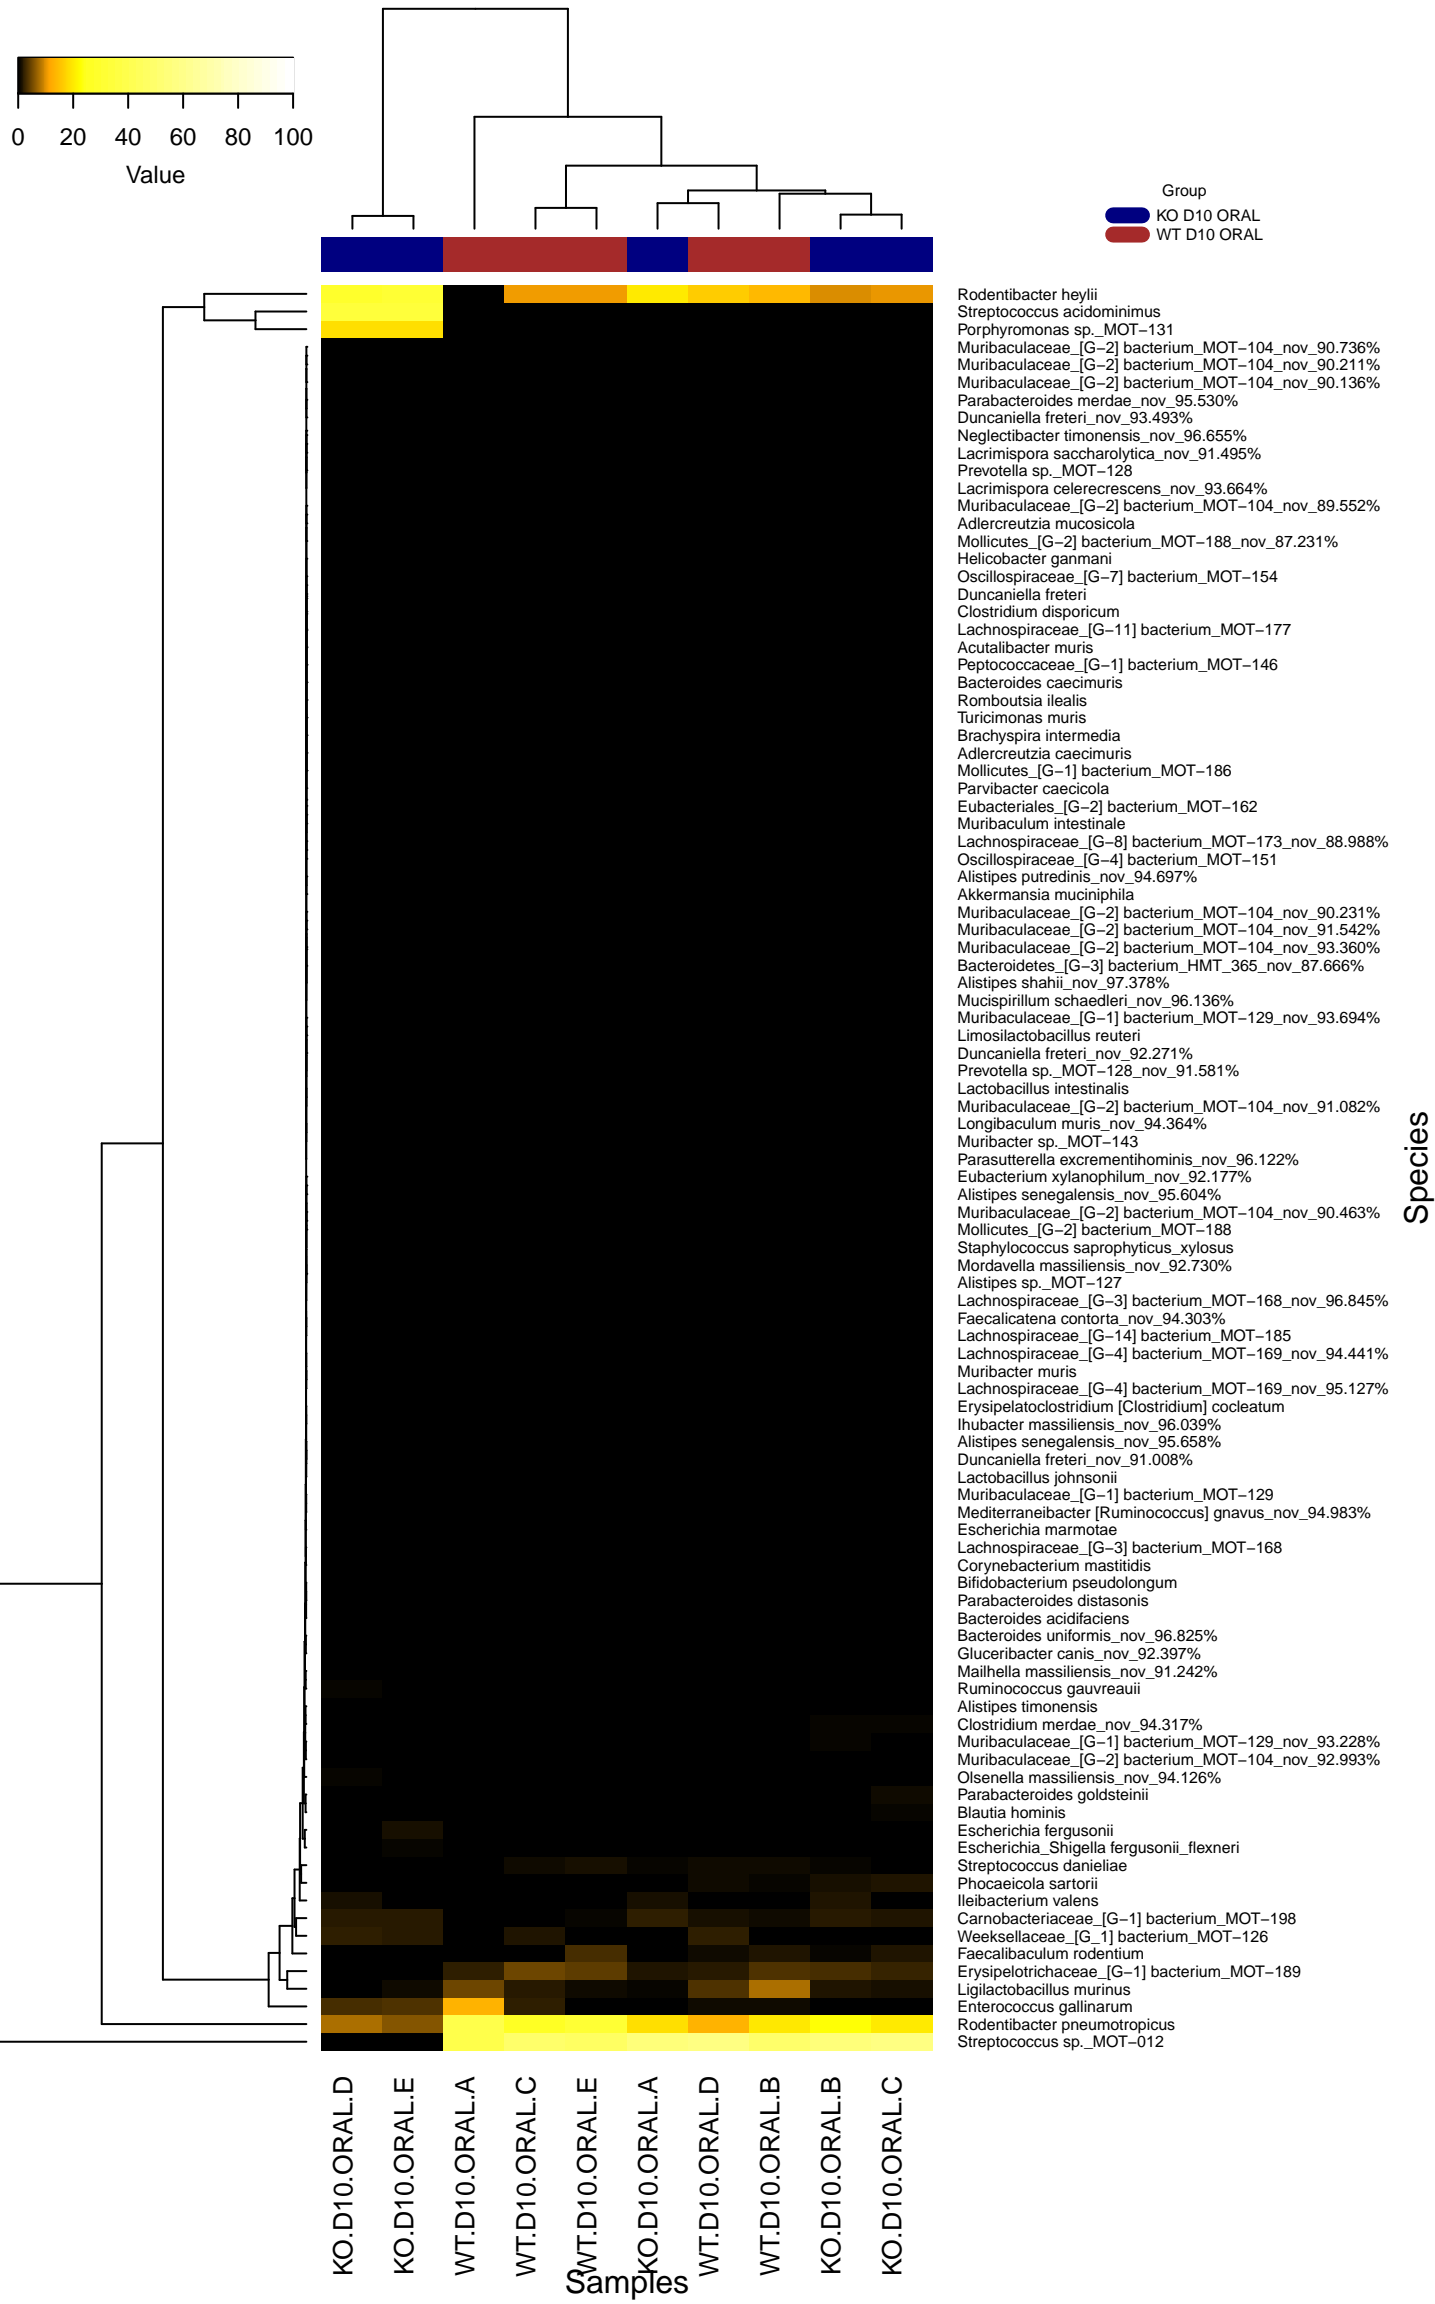 0 20 40 60 80 100
Value
Group
KO D10 ORAL
WT D10 ORAL
Rodentibacter heylii
Streptococcus acidominimus
Porphyromonas sp._MOT−131
Muribaculaceae_[G−2] bacterium_MOT−104_nov_90.736%
Muribaculaceae_[G−2] bacterium_MOT−104_nov_90.211%
Muribaculaceae_[G−2] bacterium_MOT−104_nov_90.136%
Parabacteroides merdae_nov_95.530%
Duncaniella freteri_nov_93.493%
Neglectibacter timonensis_nov_96.655%
Lacrimispora saccharolytica_nov_91.495%
Prevotella sp._MOT−128
Lacrimispora celerecrescens_nov_93.664%
Muribaculaceae_[G−2] bacterium_MOT−104_nov_89.552%
Adlercreutzia mucosicola
Mollicutes_[G−2] bacterium_MOT−188_nov_87.231%
Helicobacter ganmani
Oscillospiraceae_[G−7] bacterium_MOT−154
Duncaniella freteri
Clostridium disporicum
Lachnospiraceae_[G−11] bacterium_MOT−177
Acutalibacter muris
Peptococcaceae_[G−1] bacterium_MOT−146
Bacteroides caecimuris
Romboutsia ilealis
Turicimonas muris
Brachyspira intermedia
Adlercreutzia caecimuris
Mollicutes_[G−1] bacterium_MOT−186
Parvibacter caecicola
Eubacteriales_[G−2] bacterium_MOT−162
Muribaculum intestinale
Lachnospiraceae_[G−8] bacterium_MOT−173_nov_88.988%
Oscillospiraceae_[G−4] bacterium_MOT−151
Alistipes putredinis_nov_94.697%
Akkermansia muciniphila
Muribaculaceae_[G−2] bacterium_MOT−104_nov_90.231%
Muribaculaceae_[G−2] bacterium_MOT−104_nov_91.542%
Muribaculaceae_[G−2] bacterium_MOT−104_nov_93.360%
Bacteroidetes_[G−3] bacterium_HMT_365_nov_87.666%
Alistipes shahii_nov_97.378%
Mucispirillum schaedleri_nov_96.136%
Muribaculaceae_[G−1] bacterium_MOT−129_nov_93.694%
Limosilactobacillus reuteri
Duncaniella freteri_nov_92.271%
Prevotella sp._MOT−128_nov_91.581%
Lactobacillus intestinalis
Muribaculaceae_[G−2] bacterium_MOT−104_nov_91.082%
Longibaculum muris_nov_94.364%
Muribacter sp._MOT−143
Parasutterella excrementihominis_nov_96.122%
Eubacterium xylanophilum_nov_92.177%
Alistipes senegalensis_nov_95.604%
Muribaculaceae_[G−2] bacterium_MOT−104_nov_90.463%
Mollicutes_[G−2] bacterium_MOT−188
Staphylococcus saprophyticus_xylosus
Mordavella massiliensis_nov_92.730%
Alistipes sp._MOT−127
Lachnospiraceae_[G−3] bacterium_MOT−168_nov_96.845%
Faecalicatena contorta_nov_94.303%
Lachnospiraceae_[G−14] bacterium_MOT−185
Lachnospiraceae_[G−4] bacterium_MOT−169_nov_94.441%
Muribacter muris
Lachnospiraceae_[G−4] bacterium_MOT−169_nov_95.127%
Erysipelatoclostridium [Clostridium] cocleatum
Ihubacter massiliensis_nov_96.039%
Alistipes senegalensis_nov_95.658%
Duncaniella freteri_nov_91.008%
Lactobacillus johnsonii
Muribaculaceae_[G−1] bacterium_MOT−129
Mediterraneibacter [Ruminococcus] gnavus_nov_94.983%
Escherichia marmotae
Lachnospiraceae_[G−3] bacterium_MOT−168
Corynebacterium mastitidis
Bifidobacterium pseudolongum
Parabacteroides distasonis
Bacteroides acidifaciens
Bacteroides uniformis_nov_96.825%
Gluceribacter canis_nov_92.397%
Mailhella massiliensis_nov_91.242%
Ruminococcus gauvreauii
Alistipes timonensis
Clostridium merdae_nov_94.317%
Muribaculaceae_[G−1] bacterium_MOT−129_nov_93.228%
Muribaculaceae_[G−2] bacterium_MOT−104_nov_92.993%
Olsenella massiliensis_nov_94.126%
Parabacteroides goldsteinii
Blautia hominis
Escherichia fergusonii
Escherichia_Shigella fergusonii_flexneri
Streptococcus danieliae
Phocaeicola sartorii
Ileibacterium valens
Carnobacteriaceae_[G−1] bacterium_MOT−198
Weeksellaceae_[G_1] bacterium_MOT−126
Faecalibaculum rodentium
Erysipelotrichaceae_[G−1] bacterium_MOT−189
Ligilactobacillus murinus
Enterococcus gallinarum
Rodentibacter pneumotropicus
Streptococcus sp._MOT−012
Species
KO.D10.ORAL.D
KO.D10.ORAL.E
WT.D10.ORAL.A
WT.D10.ORAL.C
WT.D10.ORAL.E
KO.D10.ORAL.A
WT.D10.ORAL.D
WT.D10.ORAL.B
KO.D10.ORAL.B
KO.D10.ORAL.C
Samples